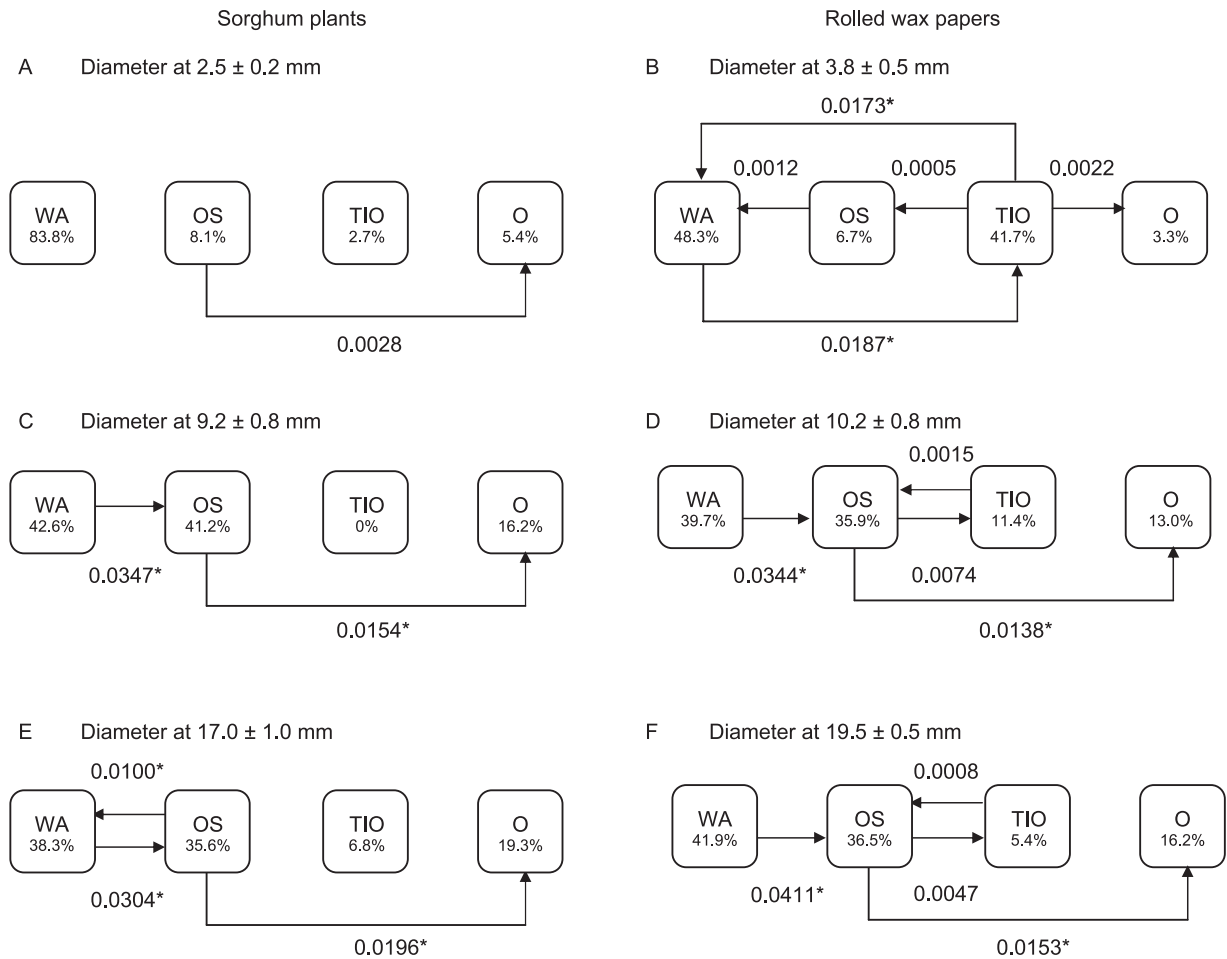 Sorghum plants
Rolled wax papers
A Diameter at 2.5 ± 0.2 mm
WA
83.8%
OS
8.1%
TIO
2.7%
O
5.4%
0.0028
B Diameter at 3.8 ± 0.5 mm
0.0173*
0.0012
0.0005
0.0022
WA
48.3%
OS
6.7%
TIO
41.7%
O
3.3%
0.0187*
C Diameter at 9.2 ± 0.8 mm
WA
42.6%
OS
41.2%
TIO
0%
O
16.2%
0.0347*
0.0154*
D Diameter at 10.2 ± 0.8 mm
0.0015
WA
39.7%
OS
35.9%
TIO
11.4%
O
13.0%
0.0344*
0.0074
0.0138*
E Diameter at 17.0 ± 1.0 mm
0.0100*
WA
38.3%
OS
35.6%
TIO
6.8%
O
19.3%
0.0304*
0.0196*
F Diameter at 19.5 ± 0.5 mm
0.0008
WA
41.9%
OS
36.5%
TIO
5.4%
O
16.2%
0.0411*
0.0047
0.0153*